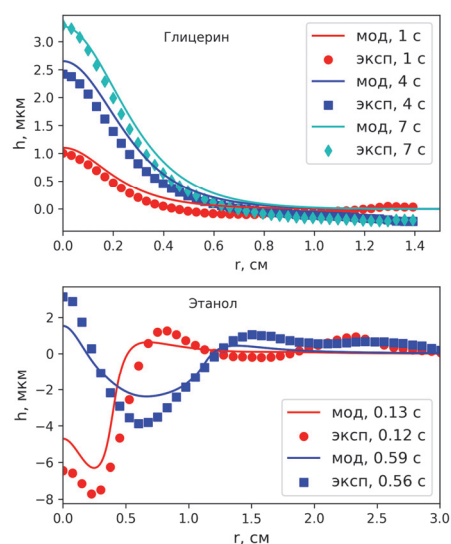 Глицерин
мод, 1 с
эксп, 1 с
мод, 4 с
эксп, 4 с
мод, 7 с
эксп, 7 с
h, мкм
3.0
2.5
2.0
1.5
1.0
0.5
0.0
0.0 0.2 0.4 0.6 0.8 1.0 1.2 1.4
r, см
Этанол
h, мкм
2
0
−2
−4
−6
−8
мод, 0.13 с
эксп, 0.12 с
мод, 0.59 с
эксп, 0.56 с
0.0 0.5 1.0 1.5 2.0 2.5 3.0
r, см